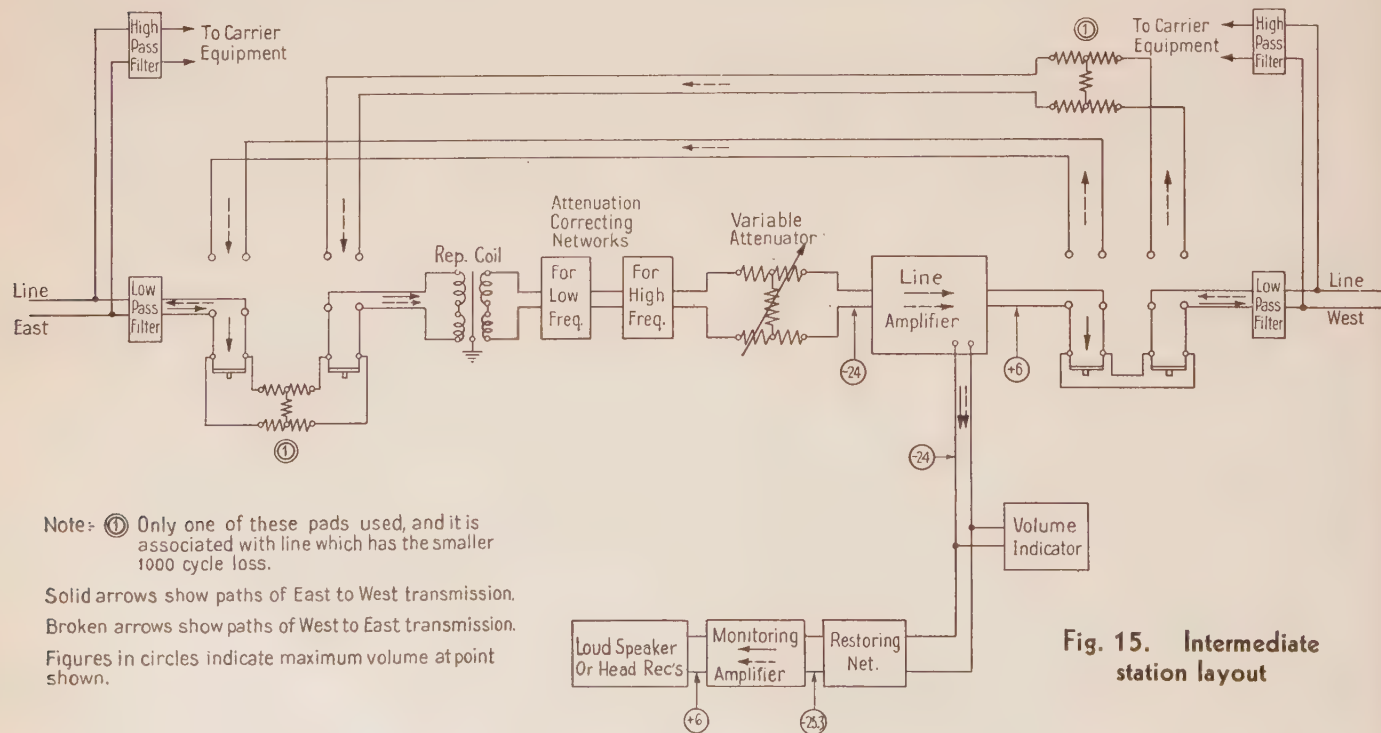 High
Pass
Filter
To Carrier
Equipment
①
To Carrier
Equipment
High
Pass
Filter
Attenuation
Correcting
Networks
Variable
Attenuator
Rep. Coil
Line
East
Low
Pass
Filter
For
Low
Freq.
For
High
Freq.
Line
Amplifier
-24
+6
Low
Pass
Filter
Line
West
①
-24
Volume
Indicator
Note:- ① Only one of these pads used, and it is
associated with line which has the smaller
1000 cycle loss.
Solid arrows show paths of East to West transmission.
Broken arrows show paths of West to East transmission.
Figures in circles indicate maximum volume at point
shown.
Loud Speaker
Or Head Rec's
Monitoring
Amplifier
Restoring
Net.
+6
-25.3
Fig. 15. Intermediate
station layout